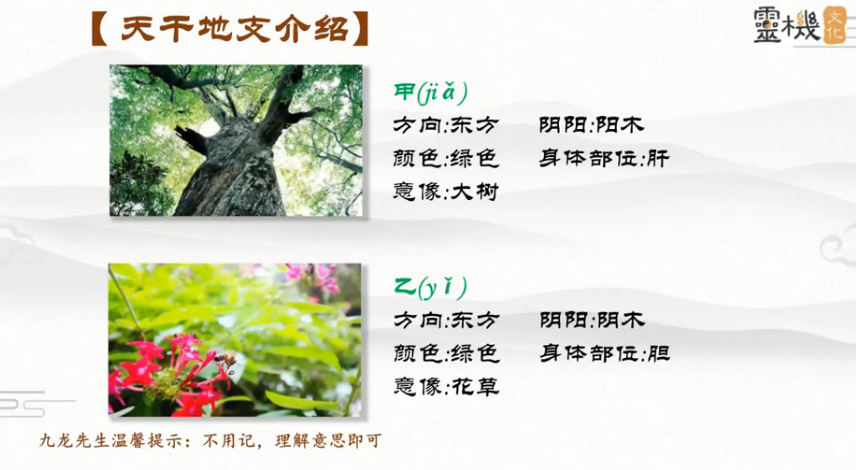 【天干地支介绍】
靈機
文化
甲(jiǎ)
方向:东方 阴阳:阳木
颜色:绿色 身体部位:肝
意像:大树
乙(yǐ)
方向:东方 阴阳:阴木
颜色:绿色 身体部位:胆
意像:花草
九龙先生温馨提示：不用记，理解意思即可